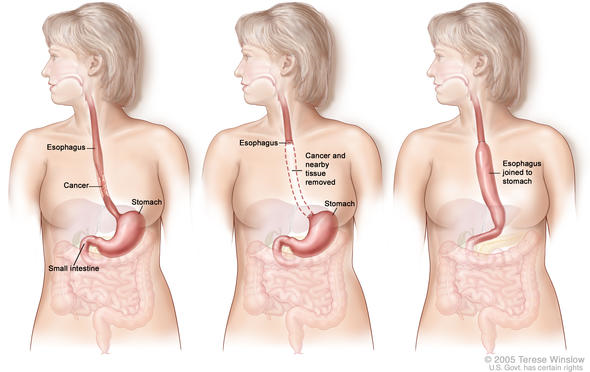 Esophagus
Cancer
Stomach
Small intestine
Esophagus
Cancer and
nearby
tissue
removed
Stomach
Esophagus
joined to
stomach
© 2005 Terese Winslow
U.S. Govt. has certain rights